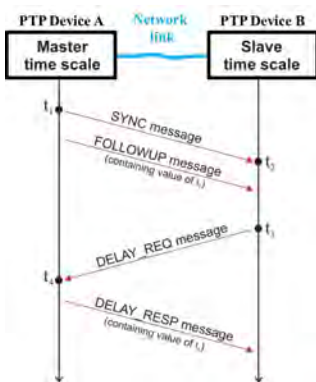 PTP Device A
Network
link
PTP Device B
Master
time scale
Slave
time scale
t₁
SYNC message
FOLLOWUP message
(containing value of t₁)
t₂
t₃
DELAY_REQ message
t₄
DELAY_RESP message
(containing value of t₄)